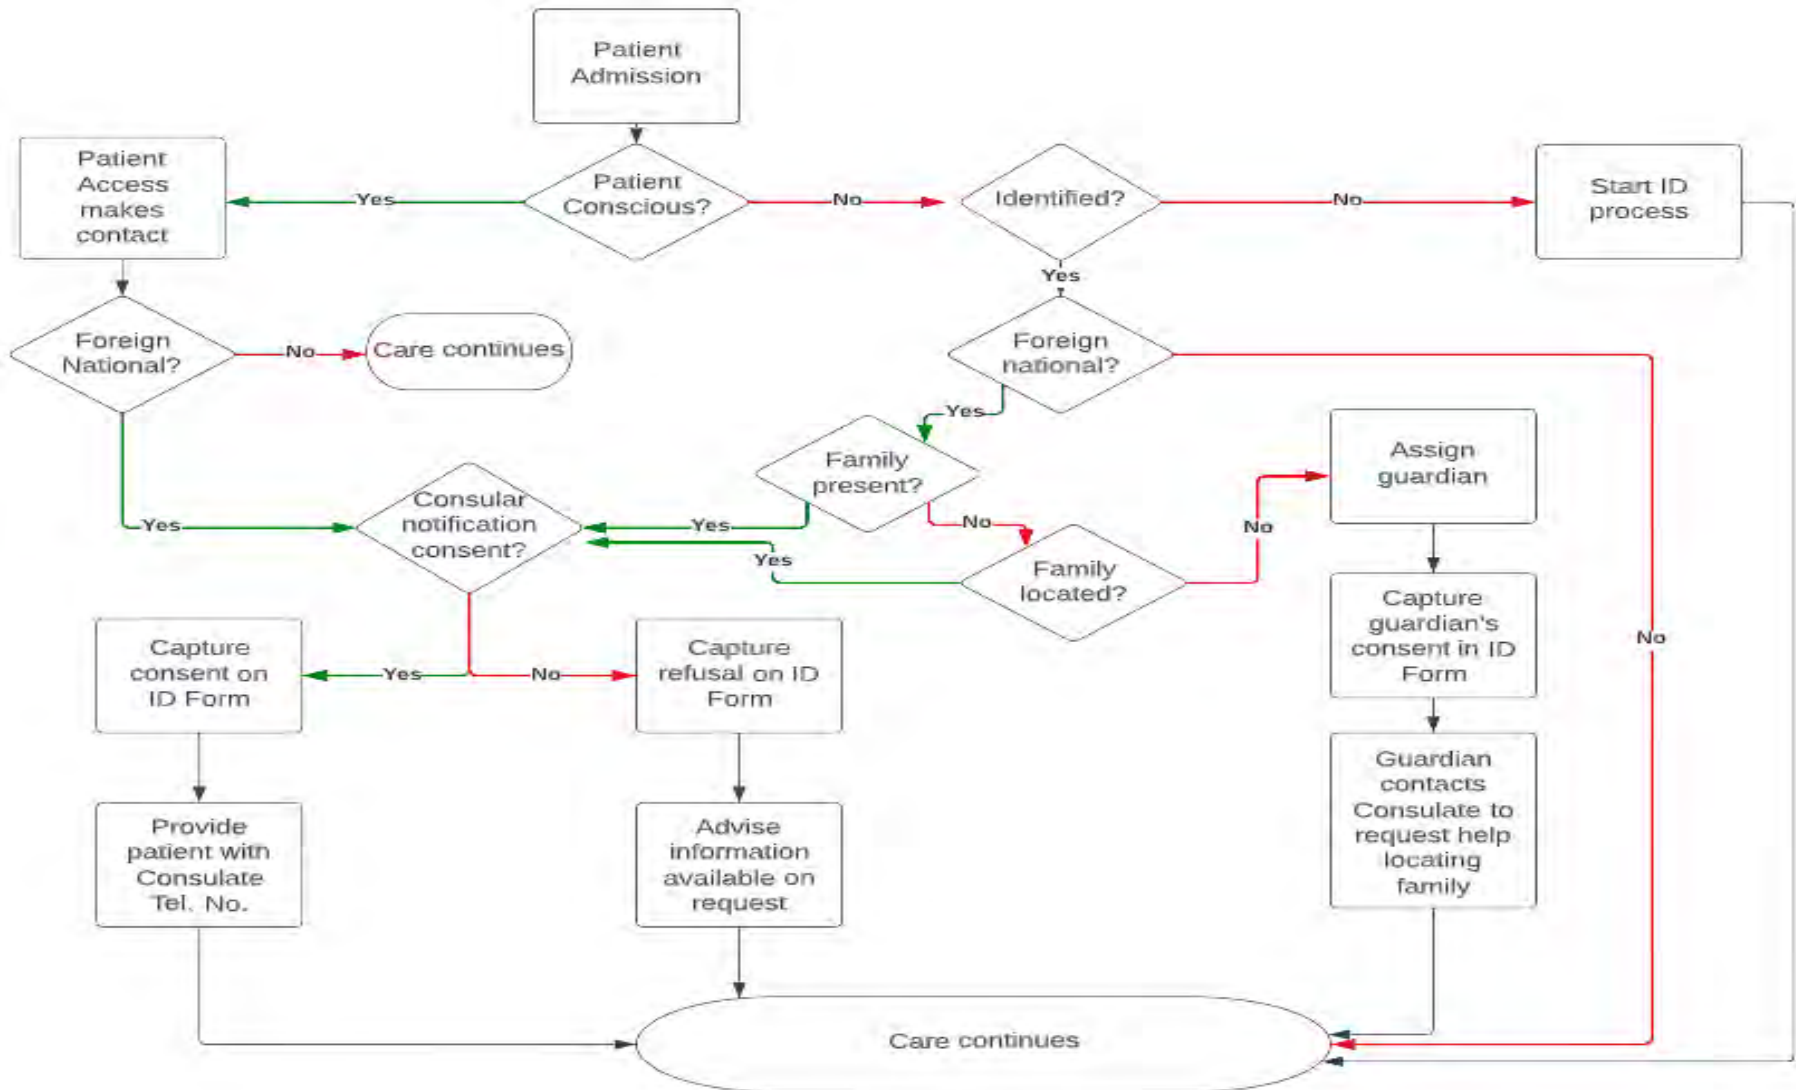 Patient
Admission
Patient
Access
makes
contact
Yes
Patient
Conscious?
No
Identified?
No
Start ID
process
Yes
Foreign
National?
No
Care continues
Foreign
national?
Yes
Family
present?
Assign
guardian
Consular
notification
consent?
Yes
Yes
No
No
Yes
Family
located?
Capture
guardian's
consent in ID
Form
No
Capture
consent on
ID Form
Yes
No
Capture
refusal on ID
Form
Guardian
contacts
Consulate to
request help
locating
family
Provide
patient with
Consulate
Tel. No.
Advise
information
available on
request
Care continues